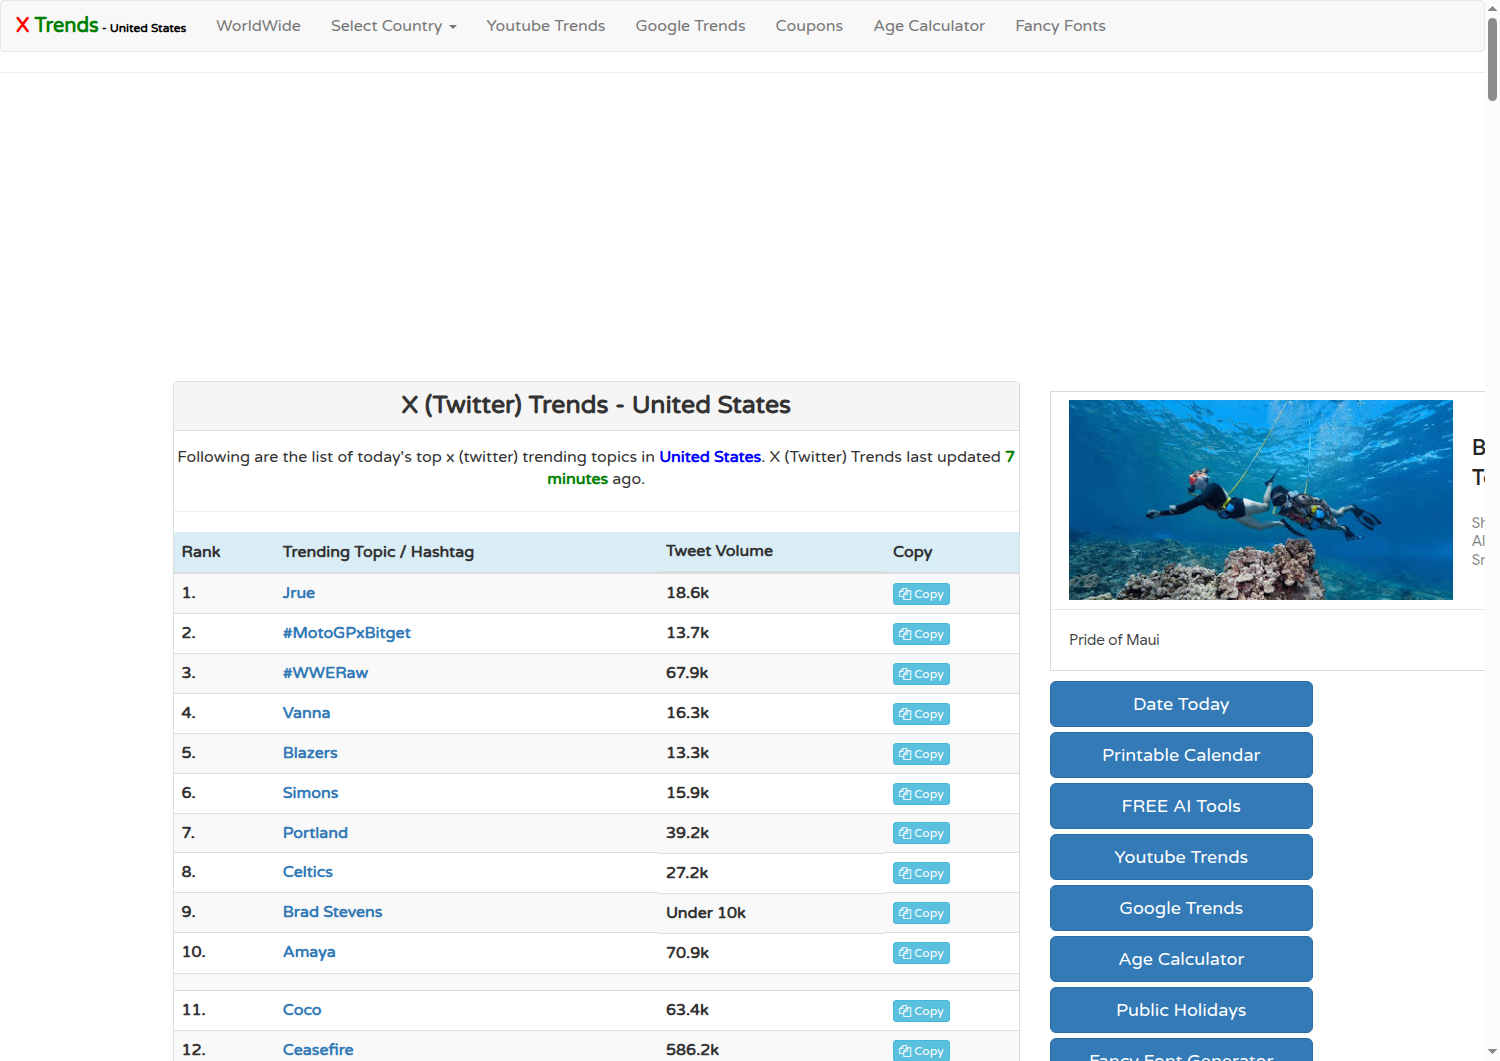 X Trends - United States
WorldWide
Select Country
Youtube Trends
Google Trends
Coupons
Age Calculator
Fancy Fonts
X (Twitter) Trends - United States
Following are the list of today's top x (twitter) trending topics in United States. X (Twitter) Trends last updated 7
minutes ago.
Rank Trending Topic / Hashtag Tweet Volume Copy
1. Jrue 18.6k Copy
2. #MotoGPxBitget 13.7k Copy
3. #WWERaw 67.9k Copy
4. Vanna 16.3k Copy
5. Blazers 13.3k Copy
6. Simons 15.9k Copy
7. Portland 39.2k Copy
8. Celtics 27.2k Copy
9. Brad Stevens Under 10k Copy
10. Amaya 70.9k Copy
11. Coco 63.4k Copy
12. Ceasefire 586.2k Copy
Pride of Maui
Date Today
Printable Calendar
FREE AI Tools
Youtube Trends
Google Trends
Age Calculator
Public Holidays
Fancy Font Generator